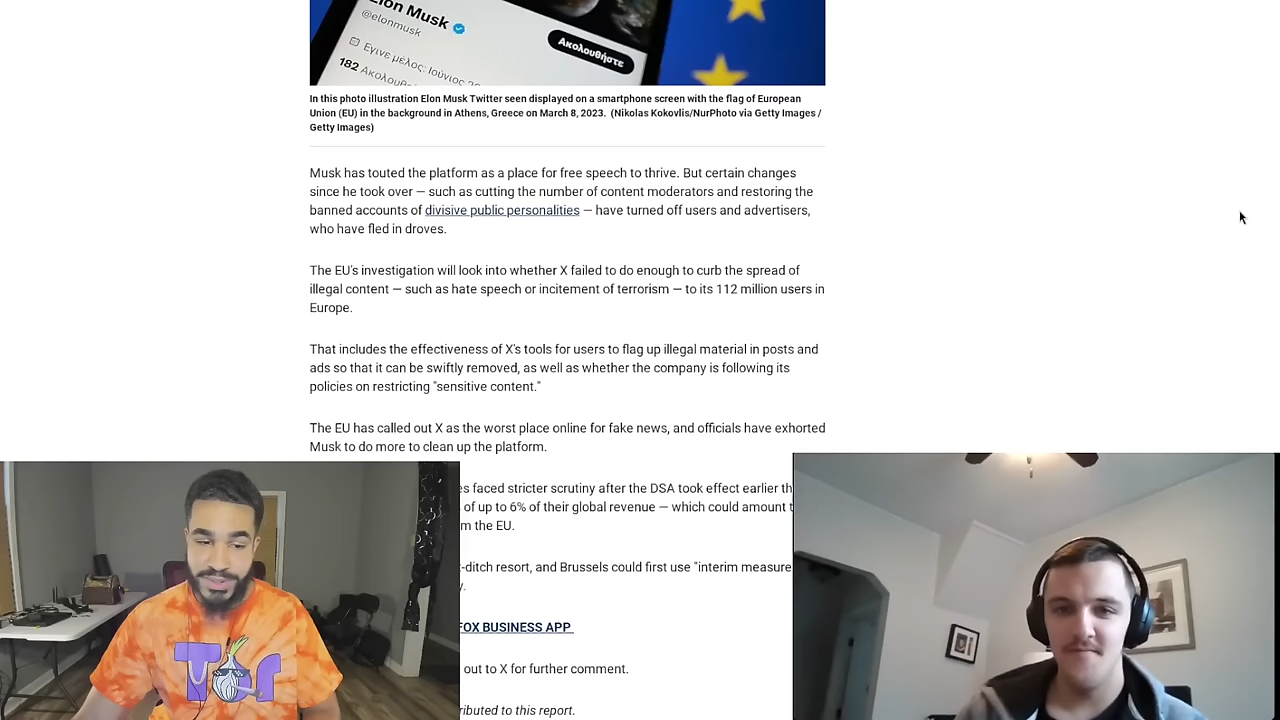 Elon Musk
@elonmusk
Ακολουθήστε
Έγινε μέλος: Ιούνιος 20
182 Ακολουθ
In this photo illustration Elon Musk Twitter seen displayed on a smartphone screen with the flag of European
Union (EU) in the background in Athens, Greece on March 8, 2023. (Nikolas Kokovlis/NurPhoto via Getty Images /
Getty Images)
Musk has touted the platform as a place for free speech to thrive. But certain changes
since he took over — such as cutting the number of content moderators and restoring the
banned accounts of divisive public personalities — have turned off users and advertisers,
who have fled in droves.
The EU's investigation will look into whether X failed to do enough to curb the spread of
illegal content — such as hate speech or incitement of terrorism — to its 112 million users in
Europe.
That includes the effectiveness of X's tools for users to flag up illegal material in posts and
ads so that it can be swiftly removed, as well as whether the company is following its
policies on restricting "sensitive content."
The EU has called out X as the worst place online for fake news, and officials have exhorted
Musk to do more to clean up the platform.
es faced stricter scrutiny after the DSA took effect earlier th
of up to 6% of their global revenue — which could amount t
m the EU.
-ditch resort, and Brussels could first use "interim measure
y.
FOX BUSINESS APP
out to X for further comment.
ributed to this report.
Tor